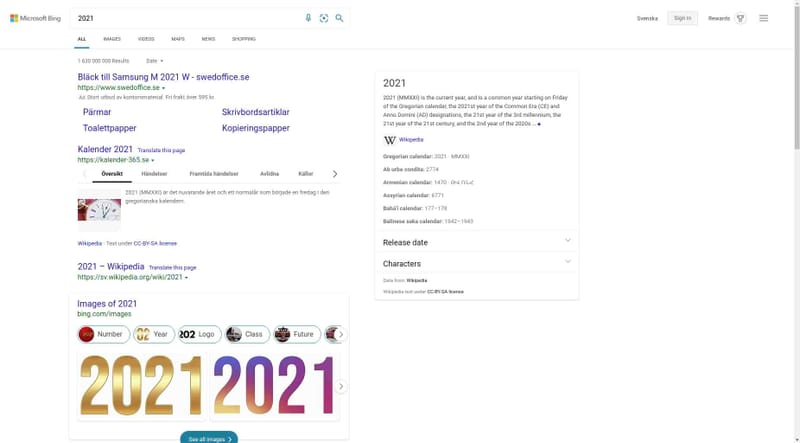 Microsoft Bing
2021
Svenska
Sign in
Rewards
ALL
IMAGES
VIDEOS
MAPS
NEWS
SHOPPING
1 630 000 000 Results
Date
Bläck till Samsung M 2021 W - swedoffice.se
https://www.swedoffice.se
Ad. Stort utbud av kontorsmaterial. Fri frakt över 595 kr.
Pärmar
Skrivbordsartiklar
Toalettpapper
Kopieringspapper
Kalender 2021 Translate this page
https://kalender-365.se
Översikt
Händelser
Framtida händelser
Avlidna
Källor
2021 (MMXXI) är det nuvarande året och ett normalår som började en fredag i den
gregorianska kalendern.
Wikipedia · Text under CC-BY-SA license
2021 – Wikipedia Translate this page
https://sv.wikipedia.org/wiki/2021
Images of 2021
bing.com/images
Number
Year
Logo
Class
Future
2021
2021
See all images
2021
2021 (MMXXI) is the current year, and is a common year starting on Friday
of the Gregorian calendar, the 2021st year of the Common Era (CE) and
Anno Domini (AD) designations, the 21st year of the 3rd millennium, the
21st year of the 21st century, and the 2nd year of the 2020s ...
Wikipedia
Gregorian calendar: 2021 · MMXXI
Ab urbe condita: 2774
Armenian calendar: 1470 ·
Assyrian calendar: 6771
Bahá'í calendar: 177–178
Balinese saka calendar: 1942–1943
Release date
Characters
Data from: Wikipedia
Wikipedia text under CC-BY-SA license